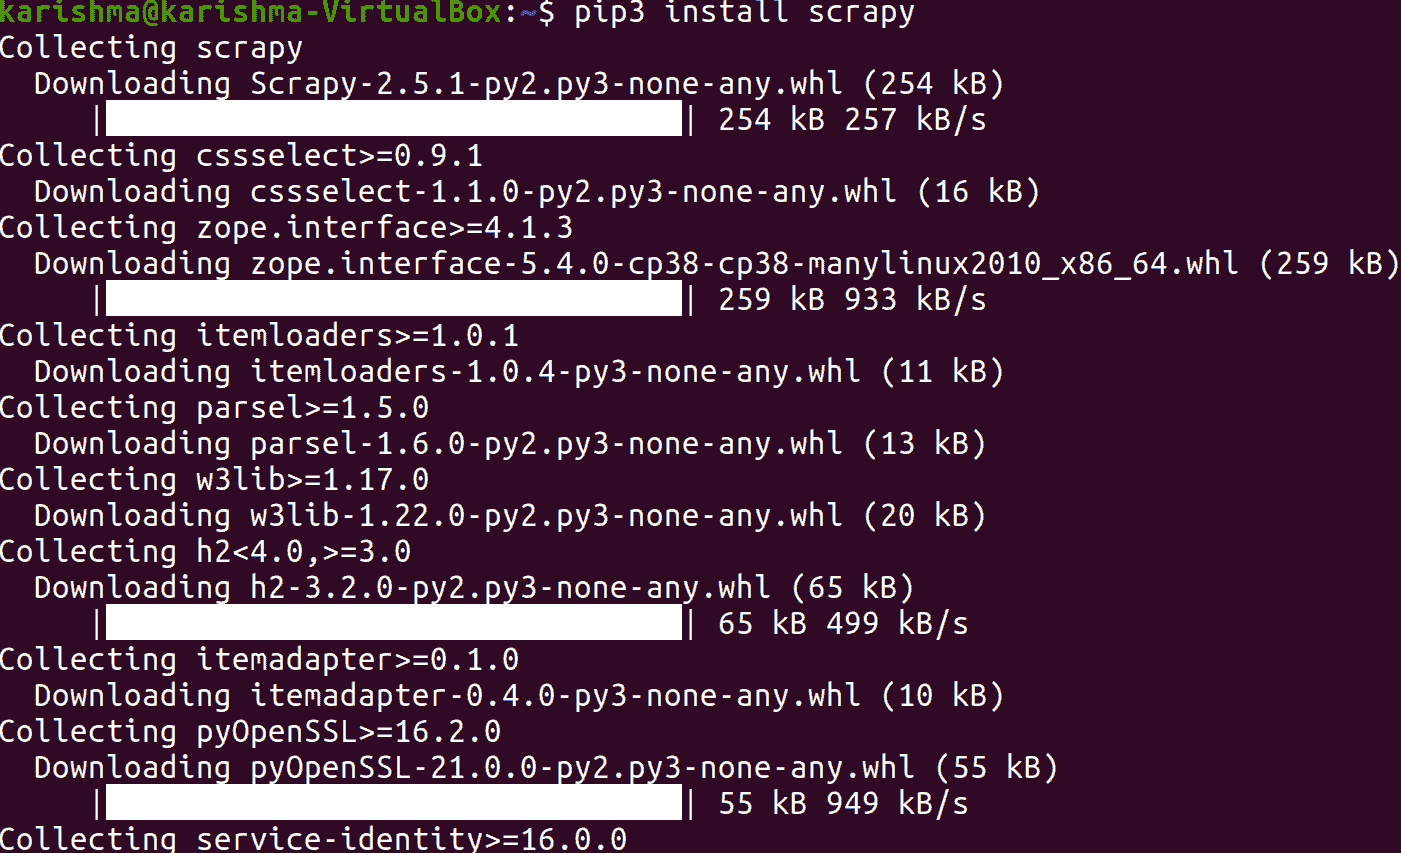 karishma@karishma-VirtualBox:~$ pip3 install scrapy
Collecting scrapy
  Downloading Scrapy-2.5.1-py2.py3-none-any.whl (254 kB)
     |████████████████████████████████| 254 kB 257 kB/s
Collecting cssselect>=0.9.1
  Downloading cssselect-1.1.0-py2.py3-none-any.whl (16 kB)
Collecting zope.interface>=4.1.3
  Downloading zope.interface-5.4.0-cp38-cp38-manylinux2010_x86_64.whl (259 kB)
     |████████████████████████████████| 259 kB 933 kB/s
Collecting itemloaders>=1.0.1
  Downloading itemloaders-1.0.4-py3-none-any.whl (11 kB)
Collecting parsel>=1.5.0
  Downloading parsel-1.6.0-py2.py3-none-any.whl (13 kB)
Collecting w3lib>=1.17.0
  Downloading w3lib-1.22.0-py2.py3-none-any.whl (20 kB)
Collecting h2<4.0,>=3.0
  Downloading h2-3.2.0-py2.py3-none-any.whl (65 kB)
     |████████████████████████████████| 65 kB 499 kB/s
Collecting itemadapter>=0.1.0
  Downloading itemadapter-0.4.0-py3-none-any.whl (10 kB)
Collecting pyOpenSSL>=16.2.0
  Downloading pyOpenSSL-21.0.0-py2.py3-none-any.whl (55 kB)
     |████████████████████████████████| 55 kB 949 kB/s
Collecting service-identity>=16.0.0